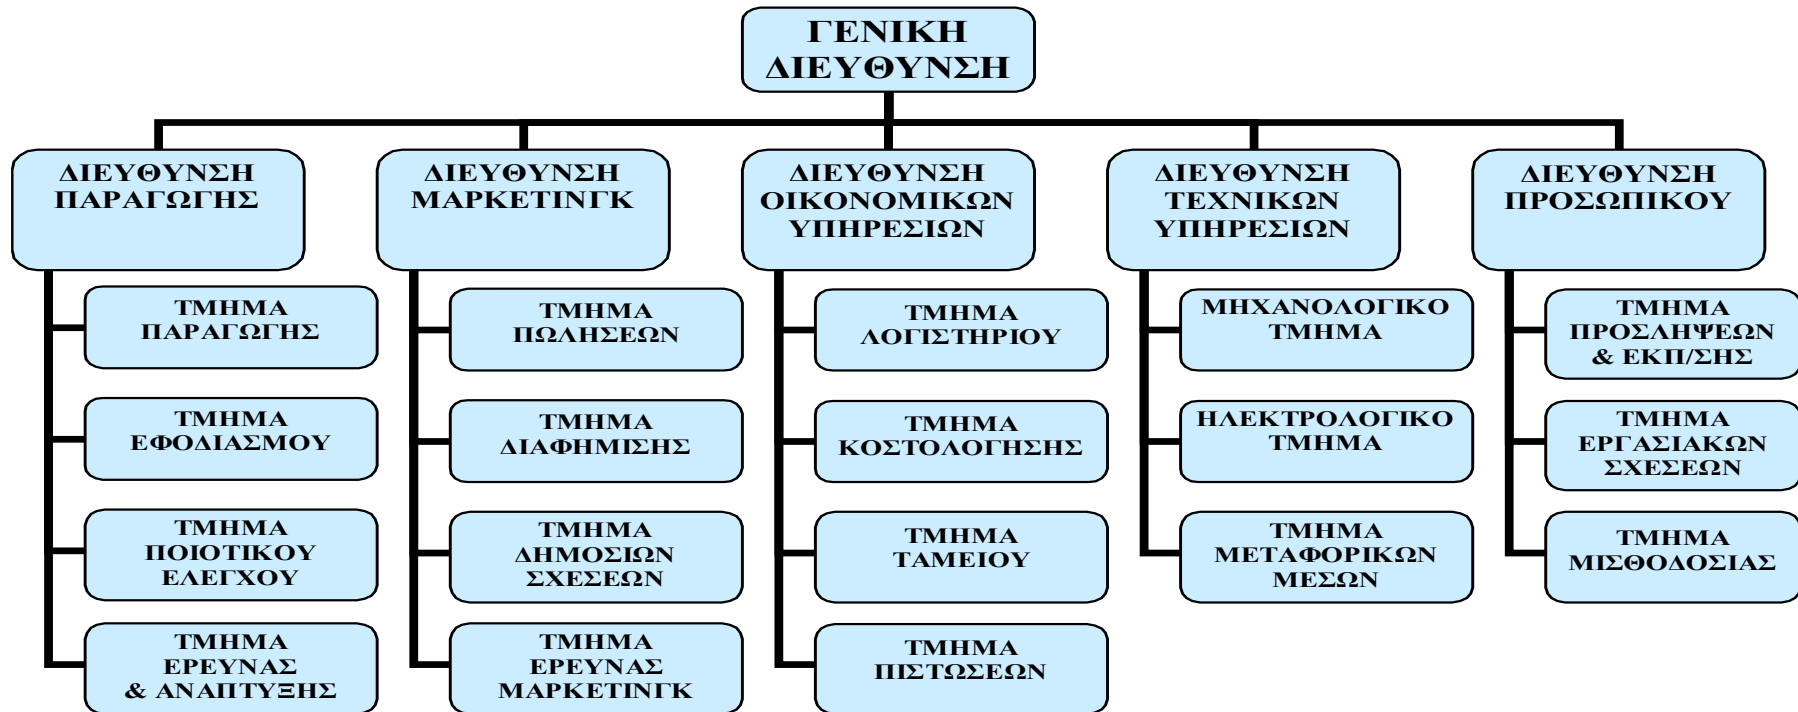 ΓΕΝΙΚΗ
ΔΙΕΥΘΥΝΣΗ
ΔΙΕΥΘΥΝΣΗ
ΠΑΡΑΓΩΓΗΣ
ΤΜΗΜΑ
ΠΑΡΑΓΩΓΗΣ
ΤΜΗΜΑ
ΕΦΟΔΙΑΣΜΟΥ
ΤΜΗΜΑ
ΠΟΙΟΤΙΚΟΥ
ΕΛΕΓΧΟΥ
ΤΜΗΜΑ
ΕΡΕΥΝΑΣ
& ΑΝΑΠΤΥΞΗΣ
ΔΙΕΥΘΥΝΣΗ
ΜΑΡΚΕΤΙΝΓΚ
ΤΜΗΜΑ
ΠΩΛΗΣΕΩΝ
ΤΜΗΜΑ
ΔΙΑΦΗΜΙΣΗΣ
ΤΜΗΜΑ
ΔΗΜΟΣΙΩΝ
ΣΧΕΣΕΩΝ
ΤΜΗΜΑ
ΕΡΕΥΝΑΣ
ΜΑΡΚΕΤΙΝΓΚ
ΔΙΕΥΘΥΝΣΗ
ΟΙΚΟΝΟΜΙΚΩΝ
ΥΠΗΡΕΣΙΩΝ
ΤΜΗΜΑ
ΛΟΓΙΣΤΗΡΙΟΥ
ΤΜΗΜΑ
ΚΟΣΤΟΛΟΓΗΣΗΣ
ΤΜΗΜΑ
ΤΑΜΕΙΟΥ
ΤΜΗΜΑ
ΠΙΣΤΩΣΕΩΝ
ΔΙΕΥΘΥΝΣΗ
ΤΕΧΝΙΚΩΝ
ΥΠΗΡΕΣΙΩΝ
ΜΗΧΑΝΟΛΟΓΙΚΟ
ΤΜΗΜΑ
ΗΛΕΚΤΡΟΛΟΓΙΚΟ
ΤΜΗΜΑ
ΤΜΗΜΑ
ΜΕΤΑΦΟΡΙΚΩΝ
ΜΕΣΩΝ
ΔΙΕΥΘΥΝΣΗ
ΠΡΟΣΩΠΙΚΟΥ
ΤΜΗΜΑ
ΠΡΟΣΛΗΨΕΩΝ
& ΕΚΠ/ΣΗΣ
ΤΜΗΜΑ
ΕΡΓΑΣΙΑΚΩΝ
ΣΧΕΣΕΩΝ
ΤΜΗΜΑ
ΜΙΣΘΟΔΟΣΙΑΣ